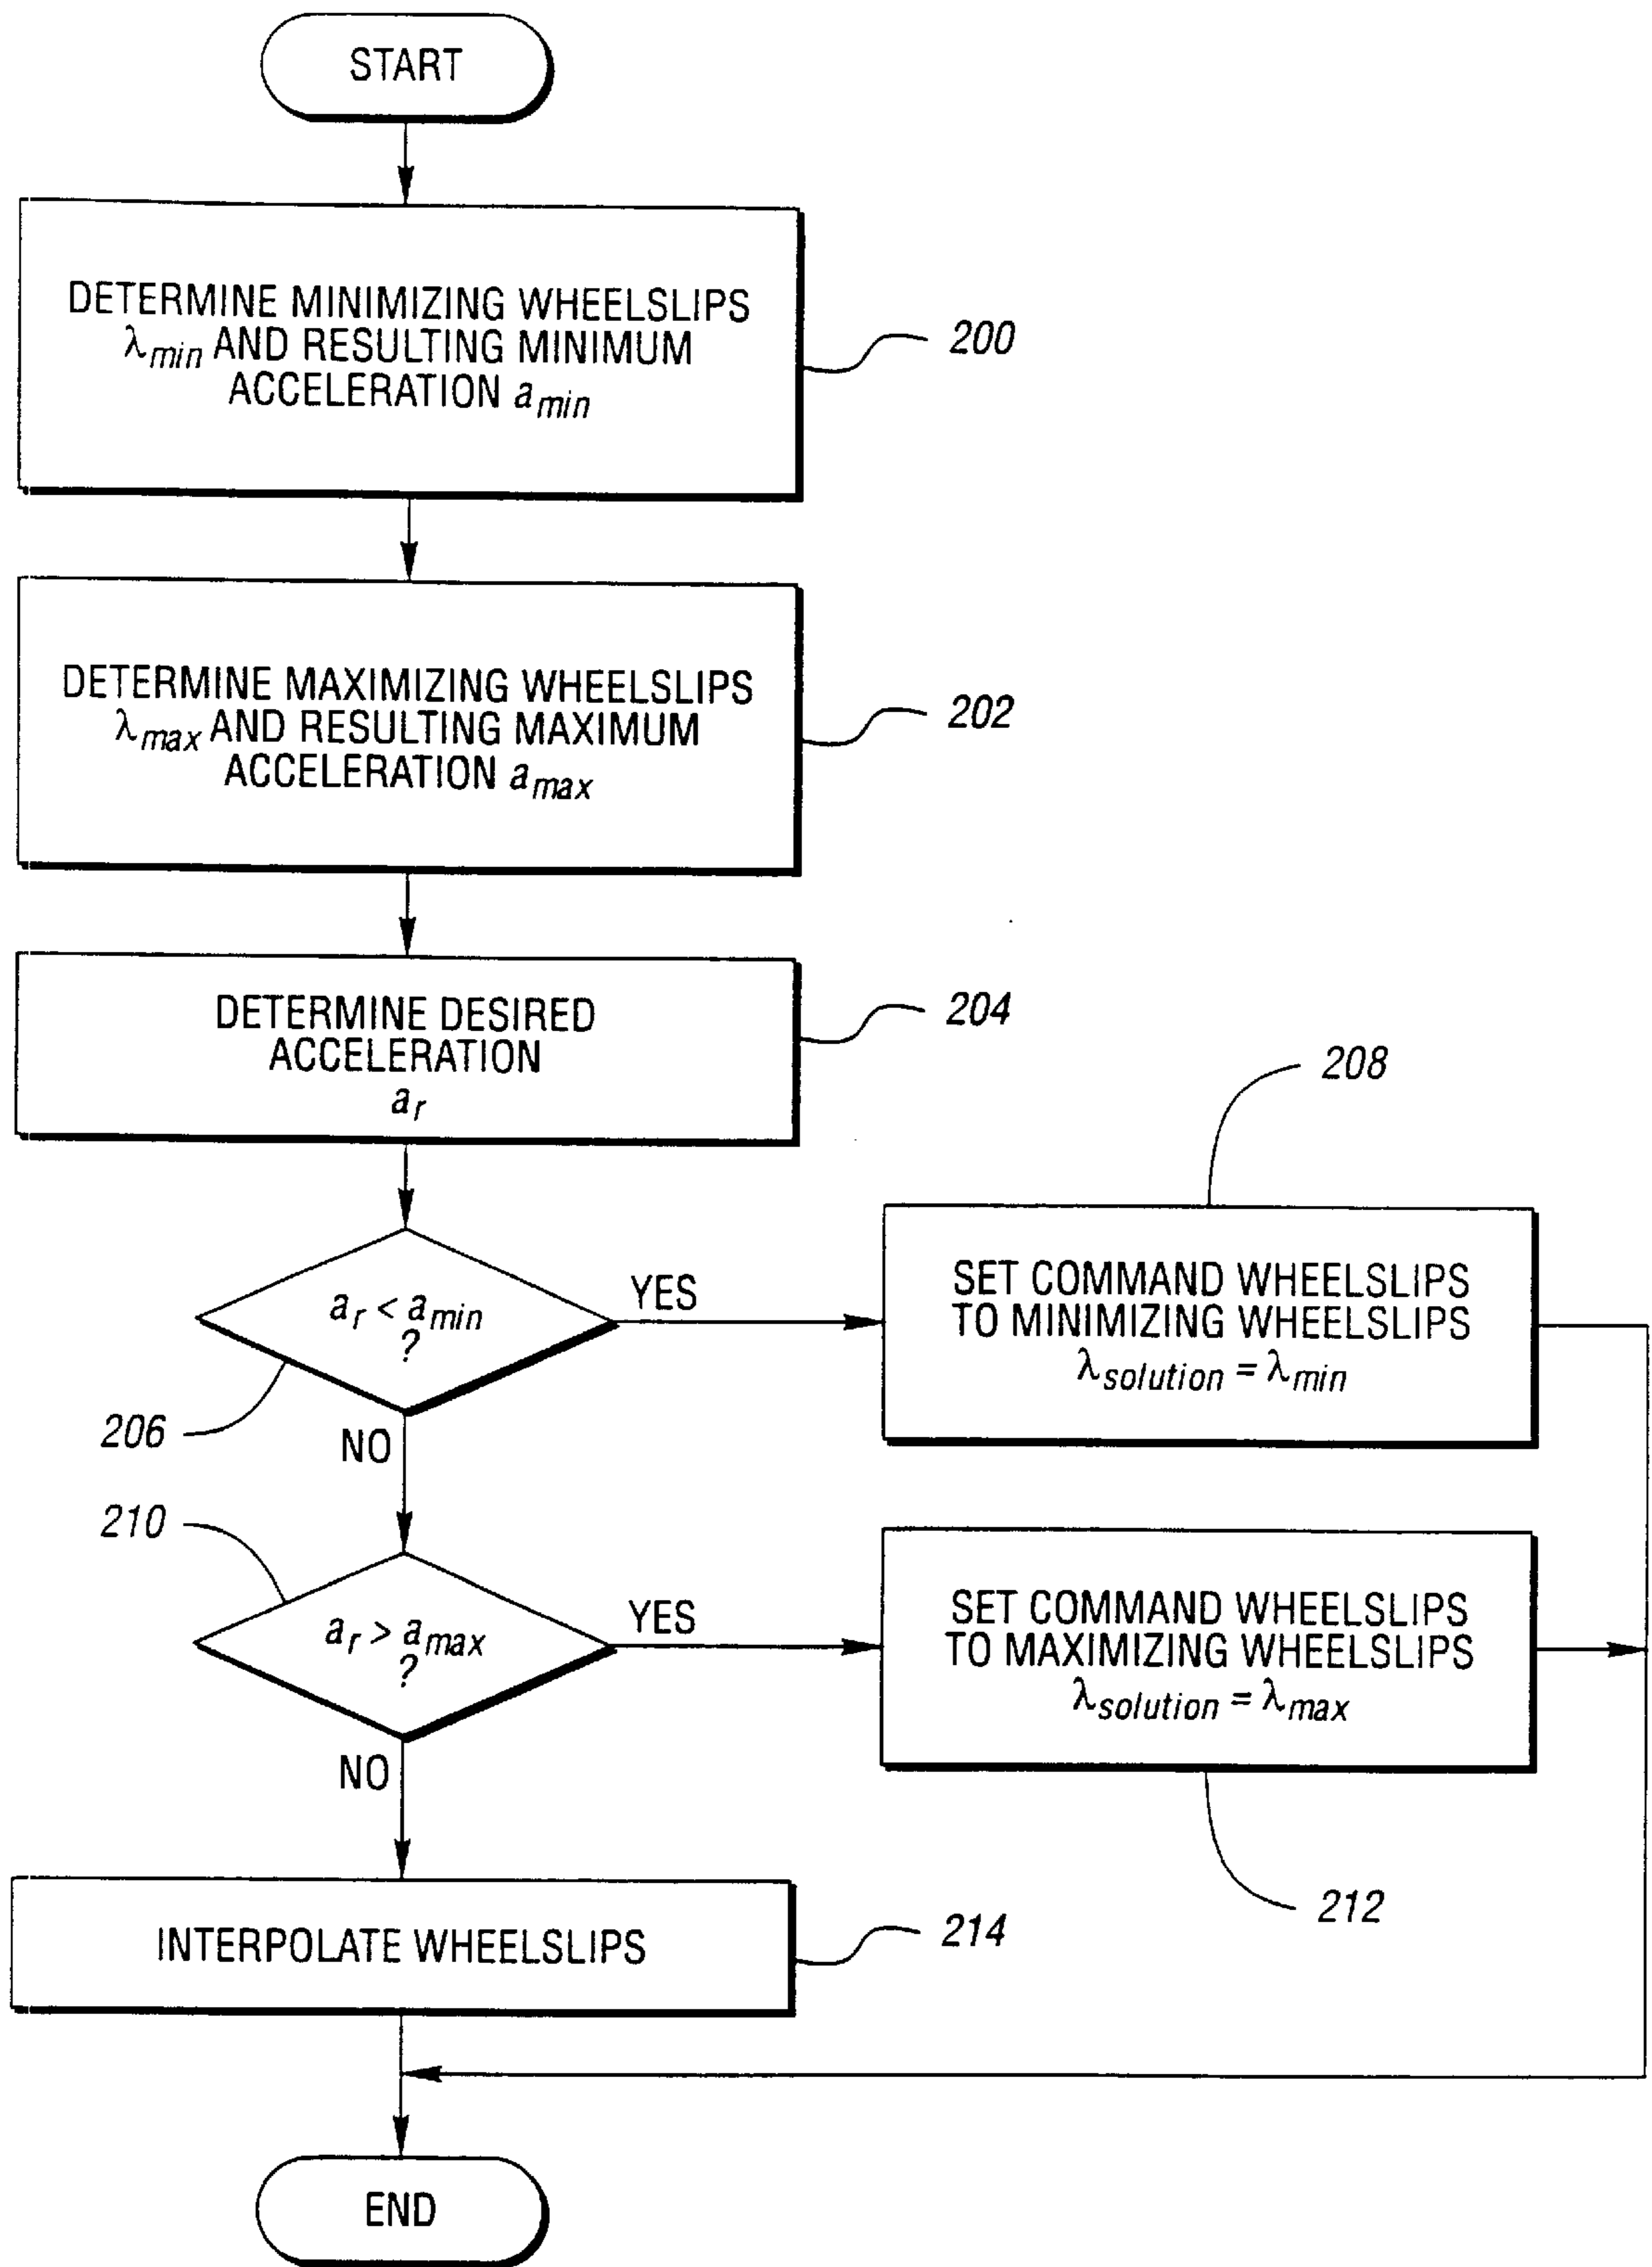 START
DETERMINE MINIMIZING WHEELSLIPS
λmin AND RESULTING MINIMUM
ACCELERATION amin
200
DETERMINE MAXIMIZING WHEELSLIPS
λmax AND RESULTING MAXIMUM
ACCELERATION amax
202
DETERMINE DESIRED
ACCELERATION
ar
204
ar < amin
?
206
YES
NO
SET COMMAND WHEELSLIPS
TO MINIMIZING WHEELSLIPS
λsolution = λmin
208
ar > amax
?
210
YES
NO
SET COMMAND WHEELSLIPS
TO MAXIMIZING WHEELSLIPS
λsolution = λmax
212
INTERPOLATE WHEELSLIPS
214
END